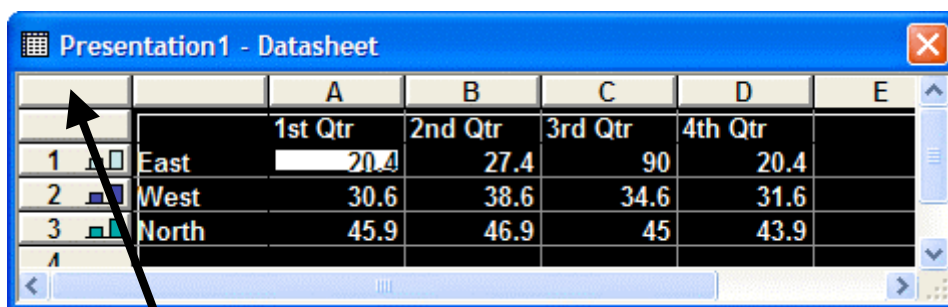 Presentation1 - Datasheet
A B C D E
1st Qtr 2nd Qtr 3rd Qtr 4th Qtr
1 East 20.4 27.4 90 20.4
2 West 30.6 38.6 34.6 31.6
3 North 45.9 46.9 45 43.9
4